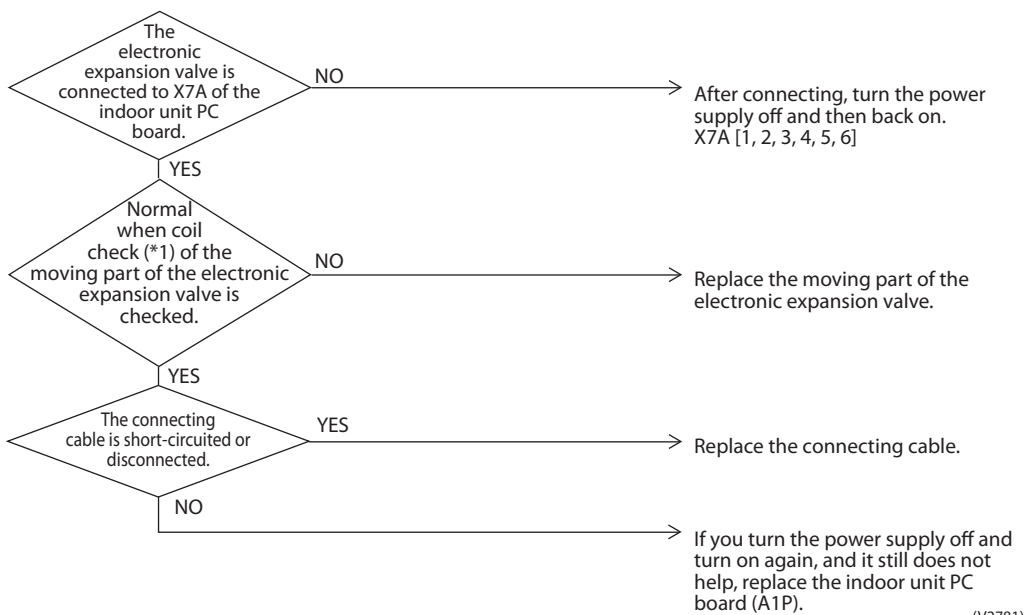 The
electronic
expansion valve is
connected to X7A of the
indoor unit PC
board.
NO
After connecting, turn the power
supply off and then back on.
X7A [1, 2, 3, 4, 5, 6]
YES
Normal
when coil
check (*1) of the
moving part of the electronic
expansion valve is
checked.
NO
Replace the moving part of the
electronic expansion valve.
YES
The connecting
cable is short-circuited or
disconnected.
YES
Replace the connecting cable.
NO
If you turn the power supply off and
turn on again, and it still does not
help, replace the indoor unit PC
board (A1P).
(V2781)